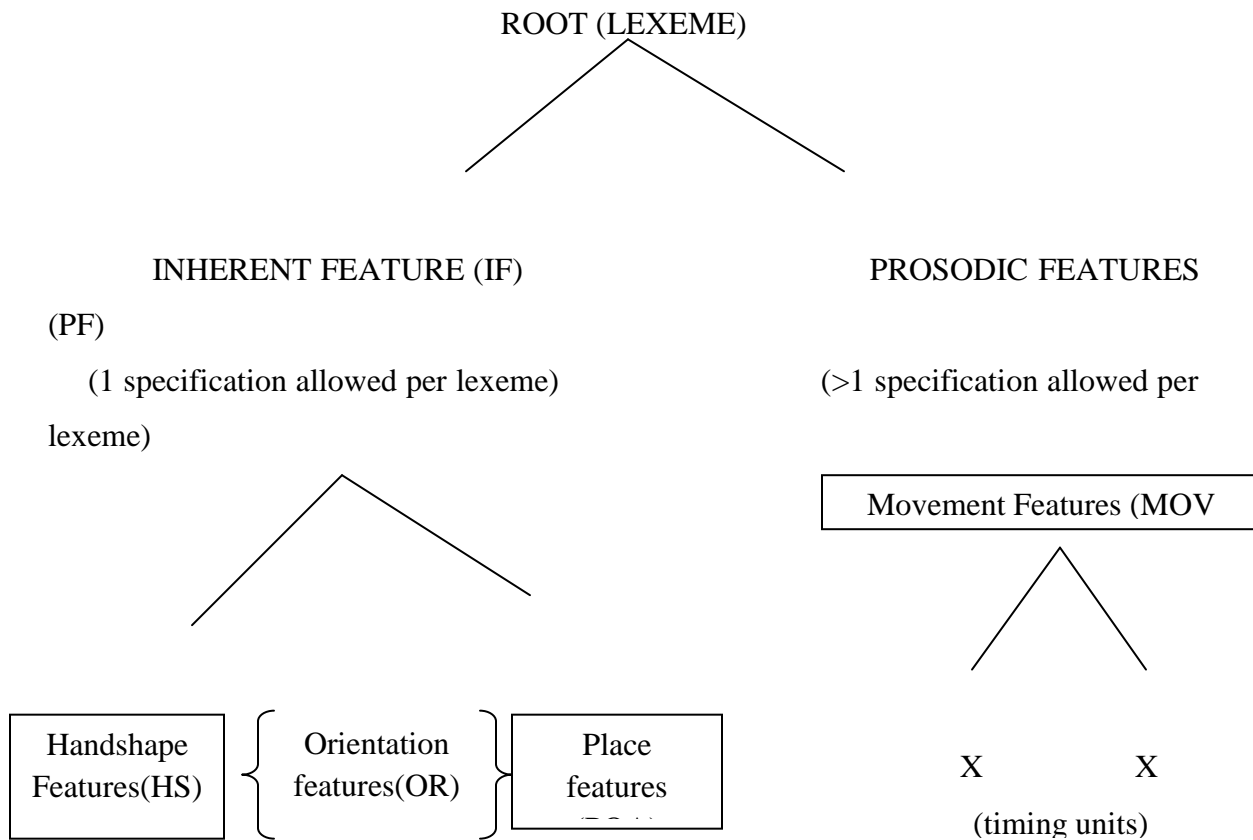 ROOT (LEXEME)
INHERENT FEATURE (IF) PROSODIC FEATURES
(PF)
(1 specification allowed per lexeme) (>1 specification allowed per
lexeme)
Movement Features (MOV
Handshape
Features(HS)
Orientation
features(OR)
Place
features
X X
(timing units)